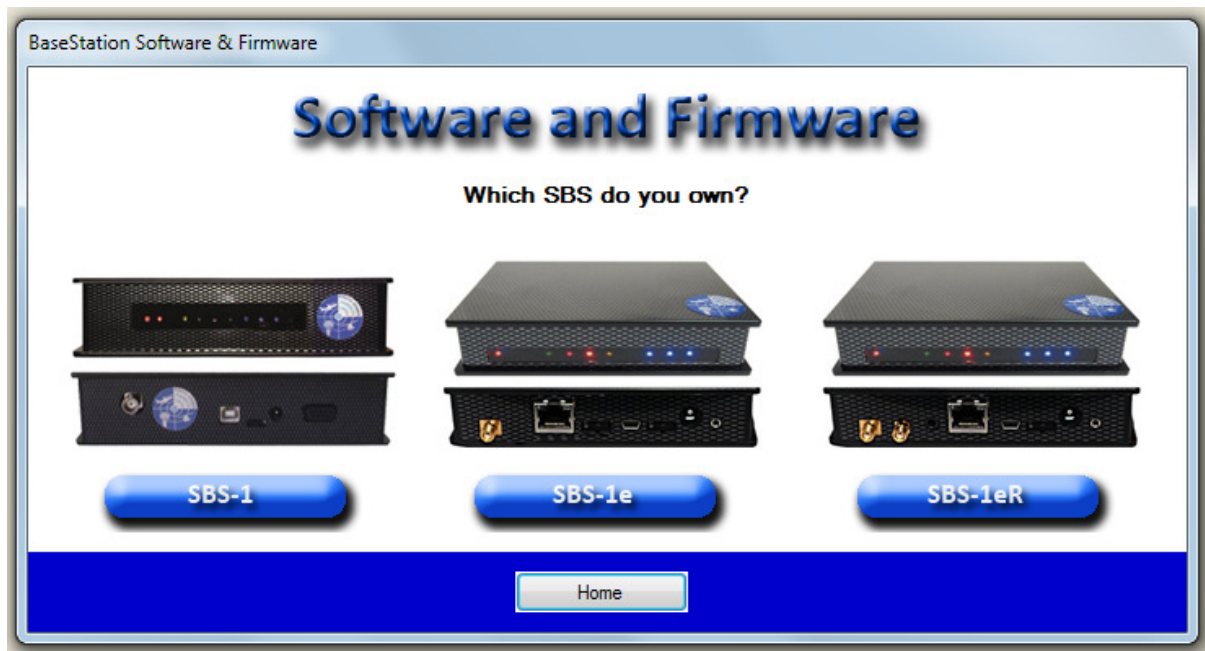 BaseStation Software & Firmware
Software and Firmware
Which SBS do you own?
SBS-1
SBS-1e
SBS-1eR
Home